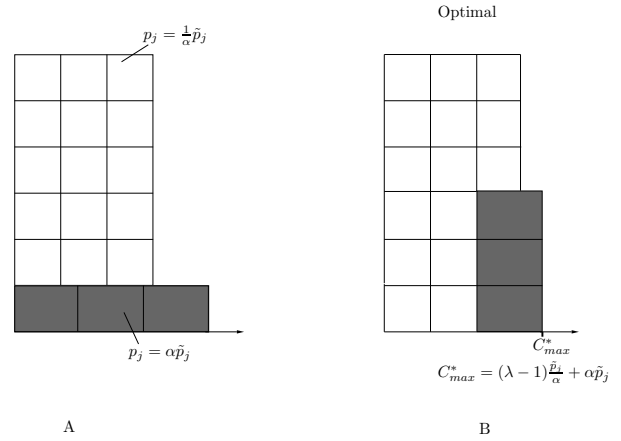 Optimal
p_j = \frac{1}{\alpha} \tilde{p}_j
p_j = \alpha \tilde{p}_j
C^*_{max}
C^*_{max} = (\lambda - 1) \frac{\tilde{p}_j}{\alpha} + \alpha \tilde{p}_j
A
B